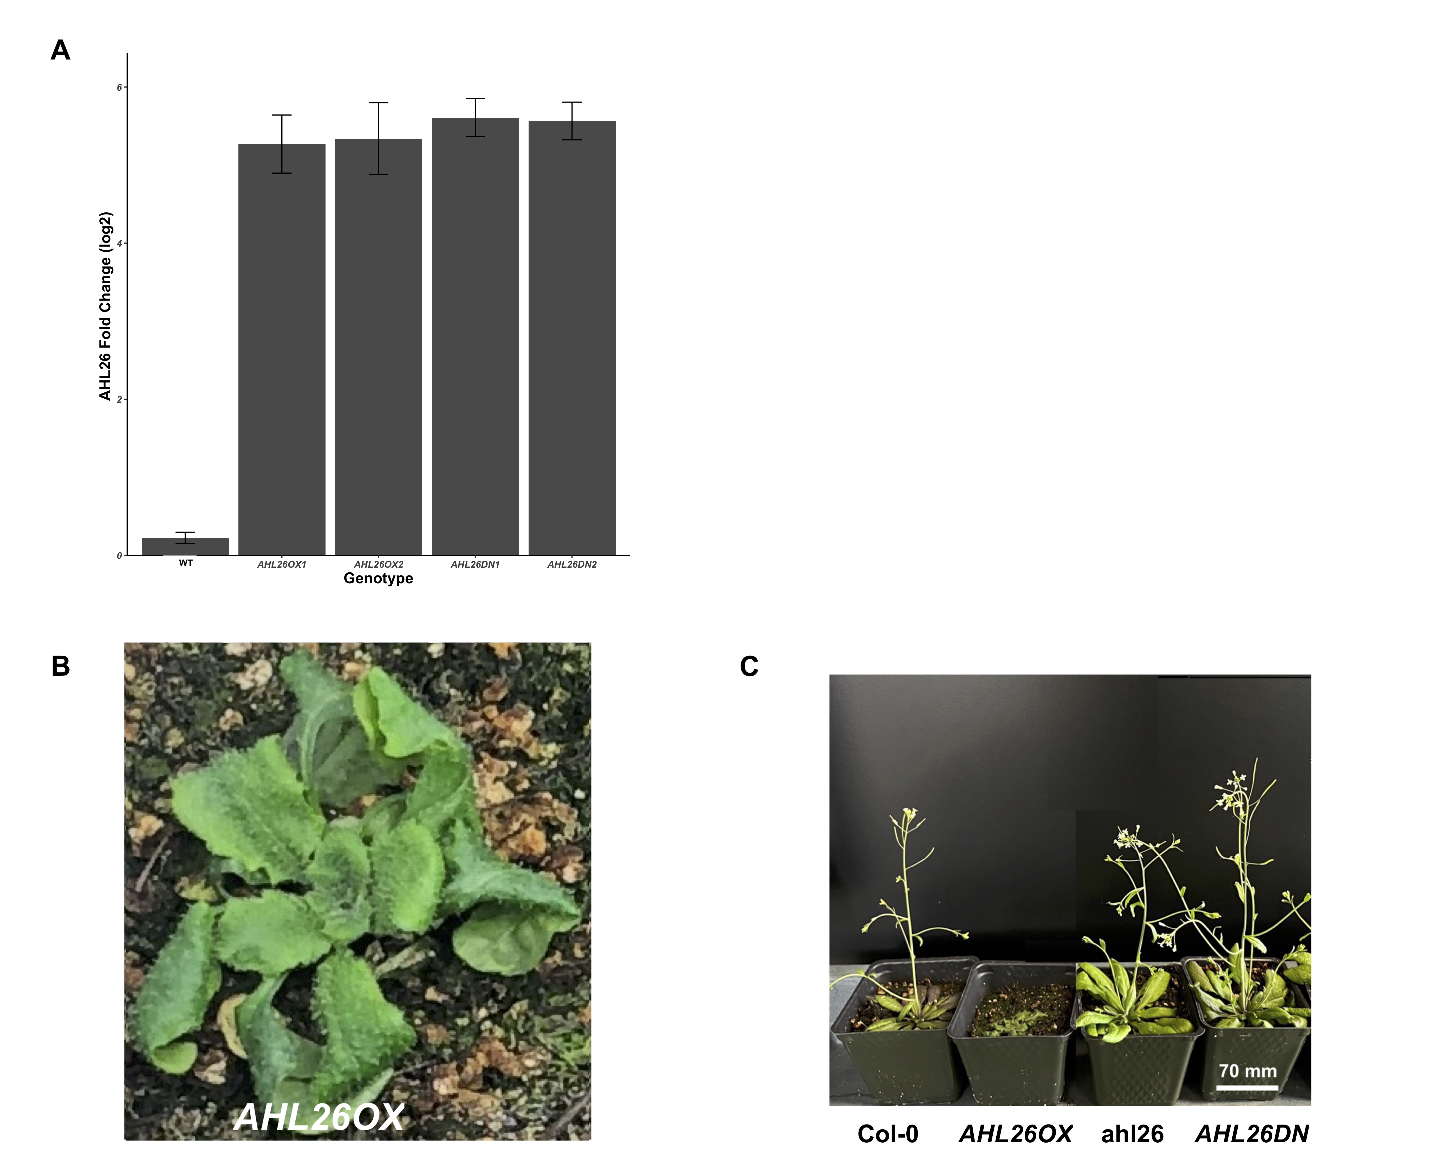 A
6
4
2
0
AHL26 Fold Change (log2)
WT AHL26OX1 AHL26OX2 AHL26DN1 AHL26DN2
Genotype
B
AHL26OX
C
70 mm
Col-0 AHL26OX ahl26 AHL26DN